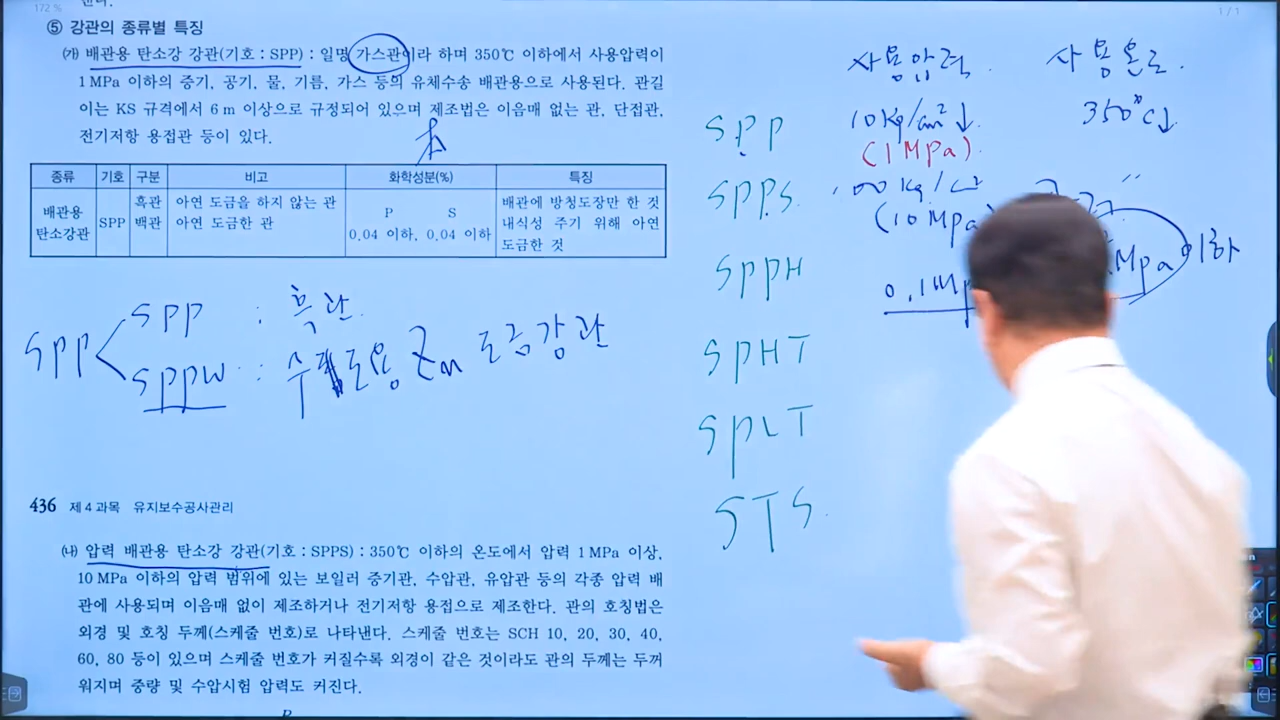 172 %
1 / 1
⑤ 강관의 종류별 특징
㈎ 배관용 탄소강 강관(기호 : SPP) : 일명 가스관이라 하며 350℃ 이하에서 사용압력이
1 MPa 이하의 증기, 공기, 물, 기름, 가스 등의 유체수송 배관용으로 사용된다. 관길
이는 KS 규격에서 6 m 이상으로 규정되어 있으며 제조법은 이음매 없는 관, 단접관,
전기저항 용접관 등이 있다.
종류 기호 구분 비고 화학성분(%) 특징
배관용 탄소강관 SPP 흑관 백관
아연 도금을 하지 않는 관
아연 도금한 관
P S
0.04 이하, 0.04 이하
배관에 방청도장만 한 것
내식성 주기 위해 아연
도금한 것
SPP
SPP : 흑관
SPPW : 수도용 Zn 도금강관
436 제 4 과목 유지보수공사관리
㈏ 압력 배관용 탄소강 강관(기호 : SPPS) : 350℃ 이하의 온도에서 압력 1 MPa 이상,
10 MPa 이하의 압력 범위에 있는 보일러 증기관, 수압관, 유압관 등의 각종 압력 배
관에 사용되며 이음매 없이 제조하거나 전기저항 용접으로 제조한다. 관의 호칭법은
외경 및 호칭 두께(스케줄 번호)로 나타낸다. 스케줄 번호는 SCH 10, 20, 30, 40,
60, 80 등이 있으며 스케줄 번호가 커질수록 외경이 같은 것이라도 관의 두께는 두꺼
워지며 중량 및 수압시험 압력도 커진다.
사용압력. 사용온도.
SPP 10kg/cm²↓. 350℃↓.
(1 MPa).
SPPS 100kg/
(10 MPa)
SPPH
0.1 MPa 이하
SPHT
SPLT
STS.